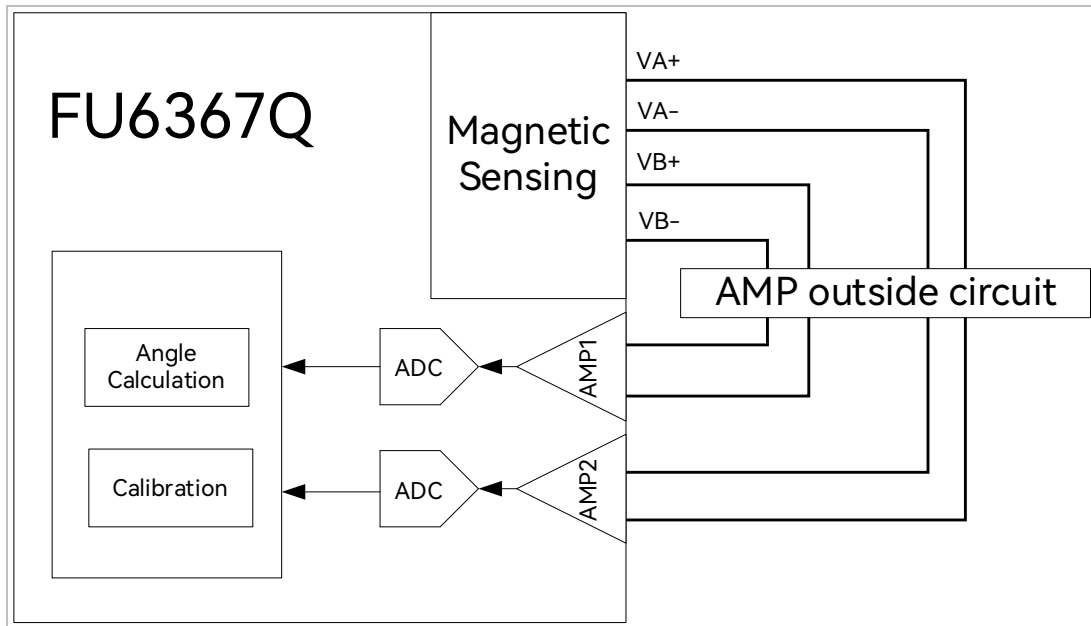 FU6367Q
Magnetic
Sensing
VA+
VA-
VB+
VB-
AMP outside circuit
Angle
Calculation
ADC
AMP1
Calibration
ADC
AMP2